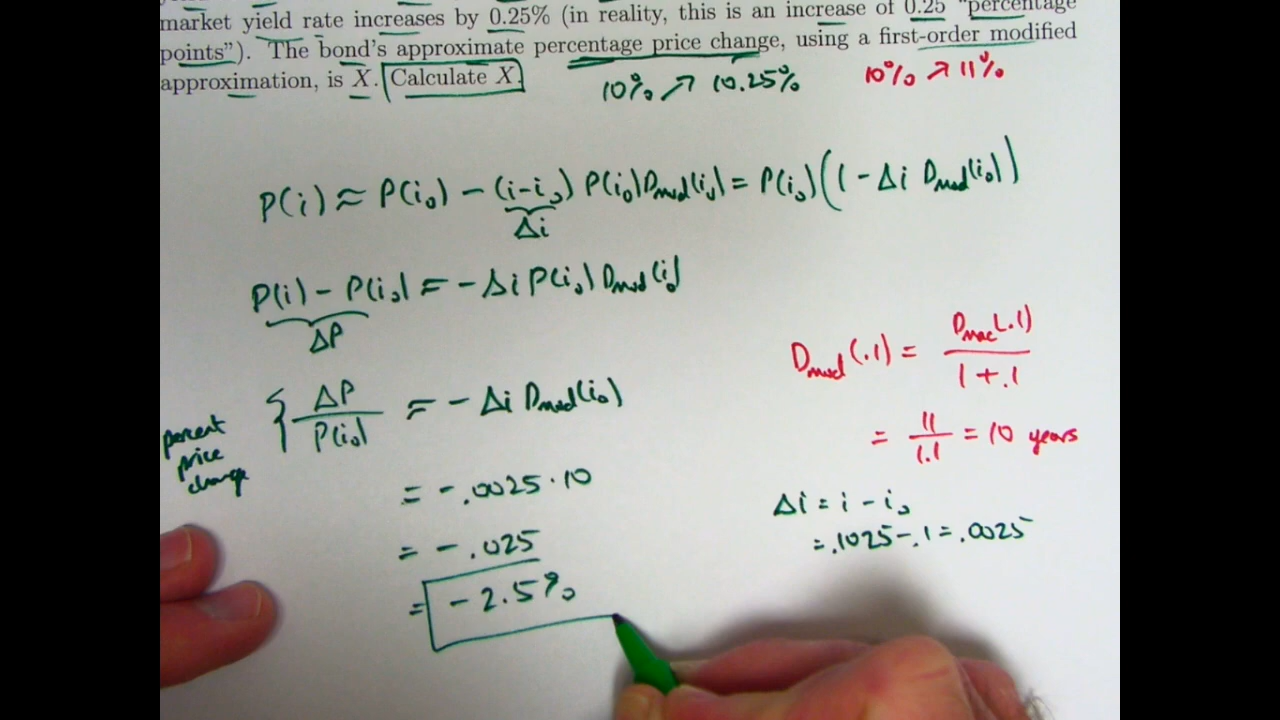 market yield rate increases by 0.25% (in reality, this is an increase of 0.25 "percentage
points"). The bond's approximate percentage price change, using a first-order modified
approximation, is X. Calculate X.
10% ↗ 10.25%
10% ↗ 11%
P(i) ≈ P(i₀) − (i−i₀) P(i₀) Dmod(i₀) = P(i₀)(1 − Δi Dmod(i₀))
Δi
P(i) − P(i₀) = −Δi P(i₀) Dmod(i₀)
ΔP
Dmod(.1) = Dmac(.1) / 1+.1
= 11/1.1 = 10 years
percent
price
change
ΔP / P(i₀) = −Δi Dmod(i₀)
= −.0025·10
= −.025
= −2.5%
Δi = i − i₀
= .1025−.1 = .0025